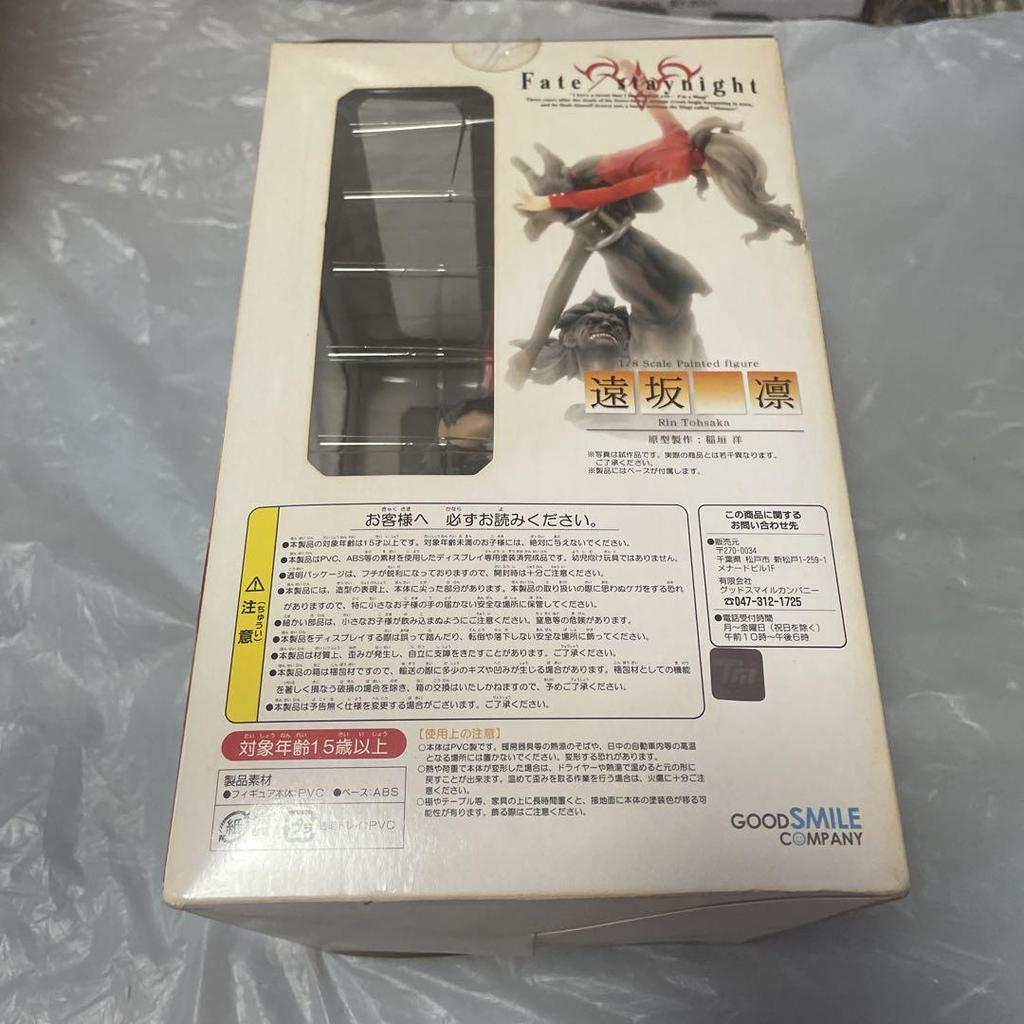 Fate/stay night
1/8 Scale Painted figure
遠坂 凛
Rin Tohsaka
原型製作：稲垣 洋
※写真は試作品です。実際の商品とは若干異なります。
ご了承ください。
※製品にはベースが付属します。
お客様へ 必ずお読みください。
注意
(ちゅうい)
●本製品の対象年齢は15才以上です。対象年齢未満のお子様には、絶対に与えないでください。
●本製品はPVC、ABS等の素材を使用したディスプレイ専用塗装済完成品です。幼児向け玩具ではありません。
●透明パッケージは、フチが鋭利になっておりますので、開封時は十分ご注意ください。
●本製品には、造型の表現上、本体に尖った部分があります。本製品の取り扱いの際に思わぬケガをする恐れ
がありますので、特に小さなお子様の手の届かない安全な場所に保管してください。
●細かい部品は、小さなお子様が飲み込まぬようにご注意ください。窒息等の危険があります。
●本製品をディスプレイする際は誤って踏んだり、転倒や落下しない安全な場所に飾ってください。
●本製品は材質上、歪みが発生し、自立に支障をきたすことがあります。ご了承ください。
●本製品の箱は梱包材ですので、輸送の際に多少のキズや凹みが生じる場合があります。梱包材としての機能
を著しく損なう破損の場合を除き、箱の交換はいたしかねますので、予めご了承ください。
●本製品は予告無く仕様を変更する場合がございます。ご了承ください。
この商品に関する
お問い合わせ先
●販売元
〒270-0034
千葉県 松戸市 新松戸1-259-1
メナードビル1F
有限会社
グッドスマイルカンパニー
☎047-312-1725
●電話受付時間
月～金曜日(祝日を除く)
午前10時～午後6時
対象年齢15歳以上
製品素材
●フィギュア本体:PVC ●ベース:ABS
紙
プラ
透明トレイ:PVC
【使用上の注意】
○本体はPVC製です。暖房器具等の熱源のそばや、日中の自動車内等の高温
となる場所には置かないでください。変形する恐れがあります。
○熱や荷重で本体が変形した場合は、ドライヤーや熱湯で温めると元の形に
戻すことが出来ます。温めて歪みを取る作業を行う場合は、火傷に十分ご注
意ください。
○棚やテーブル等、家具の上に長時間置くと、接地面に本体の塗装色が移る可
能性が有ります。飾る際はご注意ください。
GOOD SMILE
COMPANY